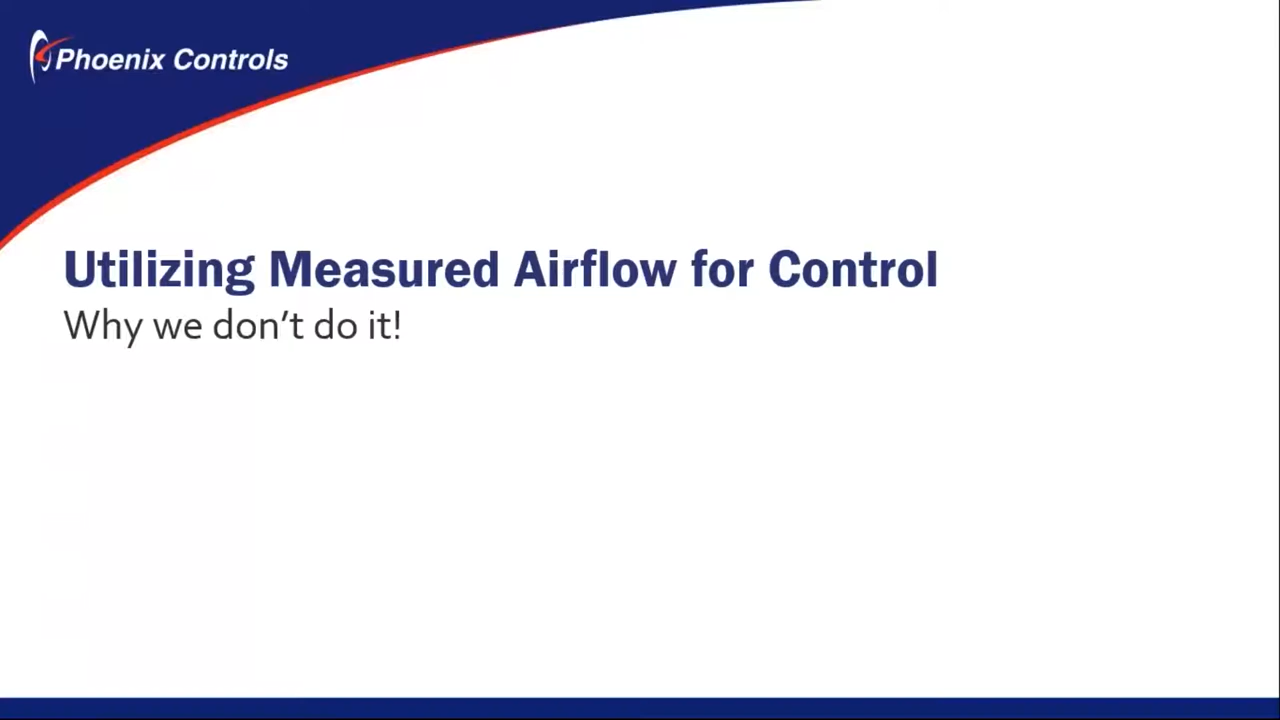 Phoenix Controls
Utilizing Measured Airflow for Control
Why we don’t do it!